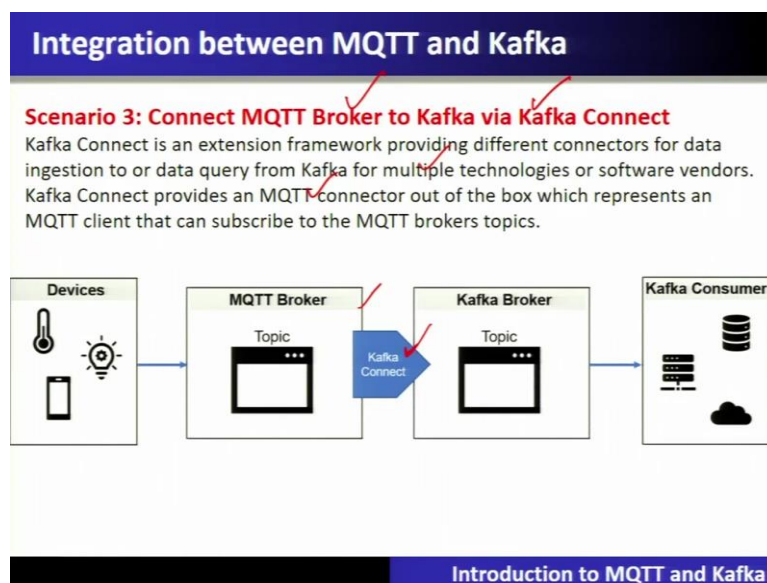 Integration between MQTT and Kafka
Scenario 3: Connect MQTT Broker to Kafka via Kafka Connect
Kafka Connect is an extension framework providing different connectors for data
ingestion to or data query from Kafka for multiple technologies or software vendors.
Kafka Connect provides an MQTT connector out of the box which represents an
MQTT client that can subscribe to the MQTT brokers topics.
Devices
MQTT Broker
Topic
Kafka
Connect
Kafka Broker
Topic
Kafka Consumer
Introduction to MQTT and Kafka